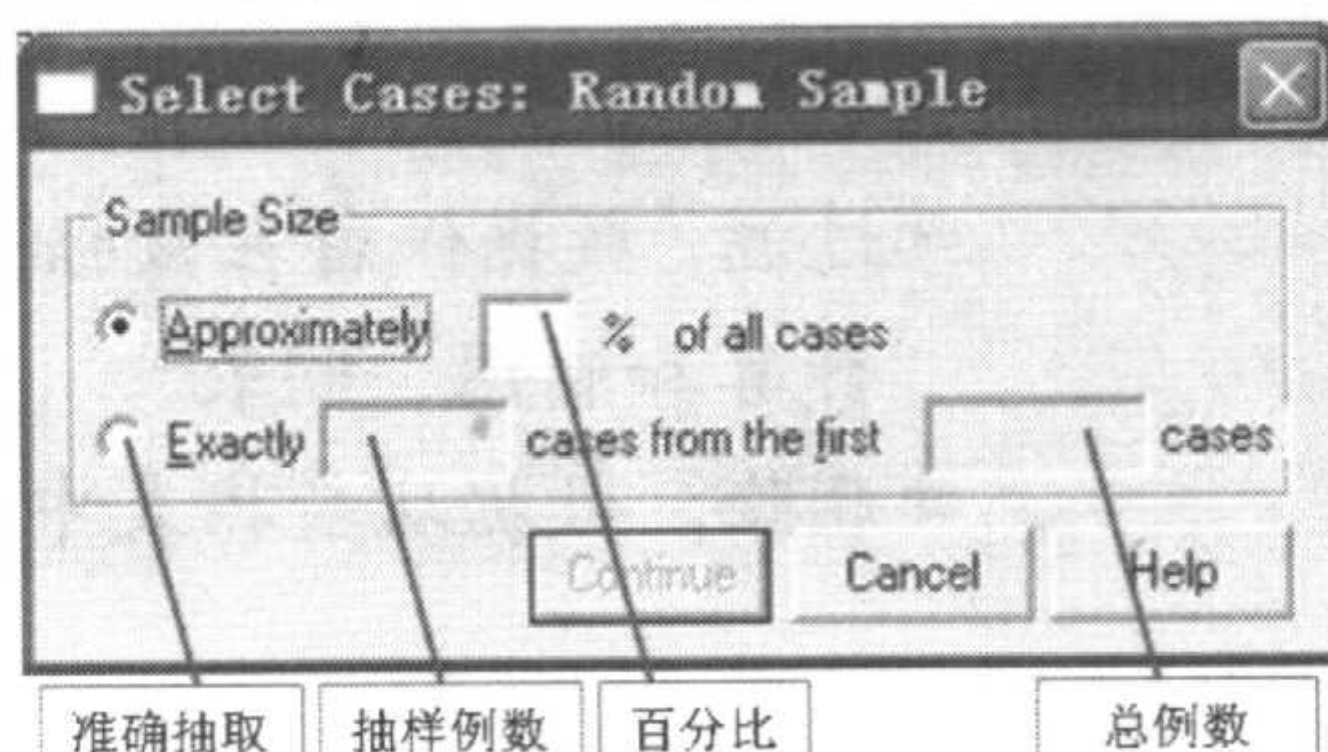 Select Cases: Random Sample
Sample Size
Approximately % of all cases
Exactly cases from the first cases
Continue Cancel Help
准确抽取 抽样例数 百分比 总例数